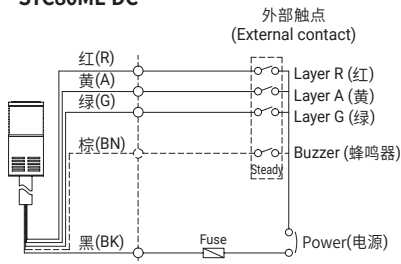 STC80ML-DC
外部触点
(External contact)
红(R)
Layer R (红)
黄(A)
Layer A (黄)
绿(G)
Layer G (绿)
棕(BN)
Buzzer (蜂鸣器)
Steady
黑(BK)
Fuse
Power(电源)